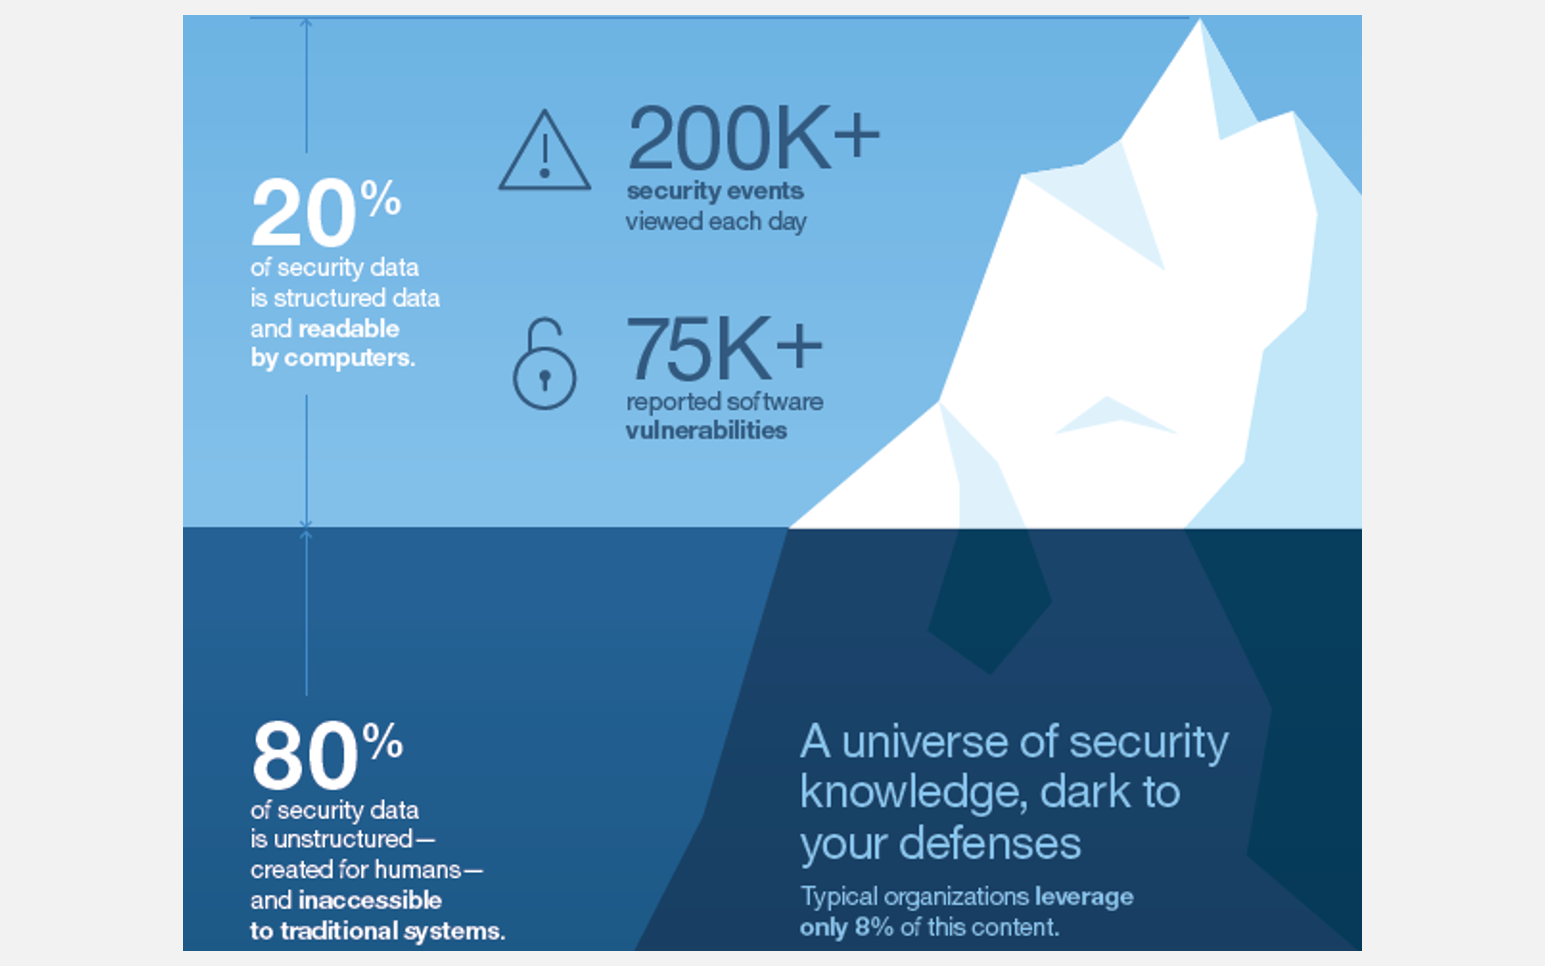 20%
of security data
is structured data
and readable
by computers.
200K+
security events
viewed each day
75K+
reported software
vulnerabilities
80%
of security data
is unstructured—
created for humans—
and inaccessible
to traditional systems.
A universe of security
knowledge, dark to
your defenses
Typical organizations leverage
only 8% of this content.